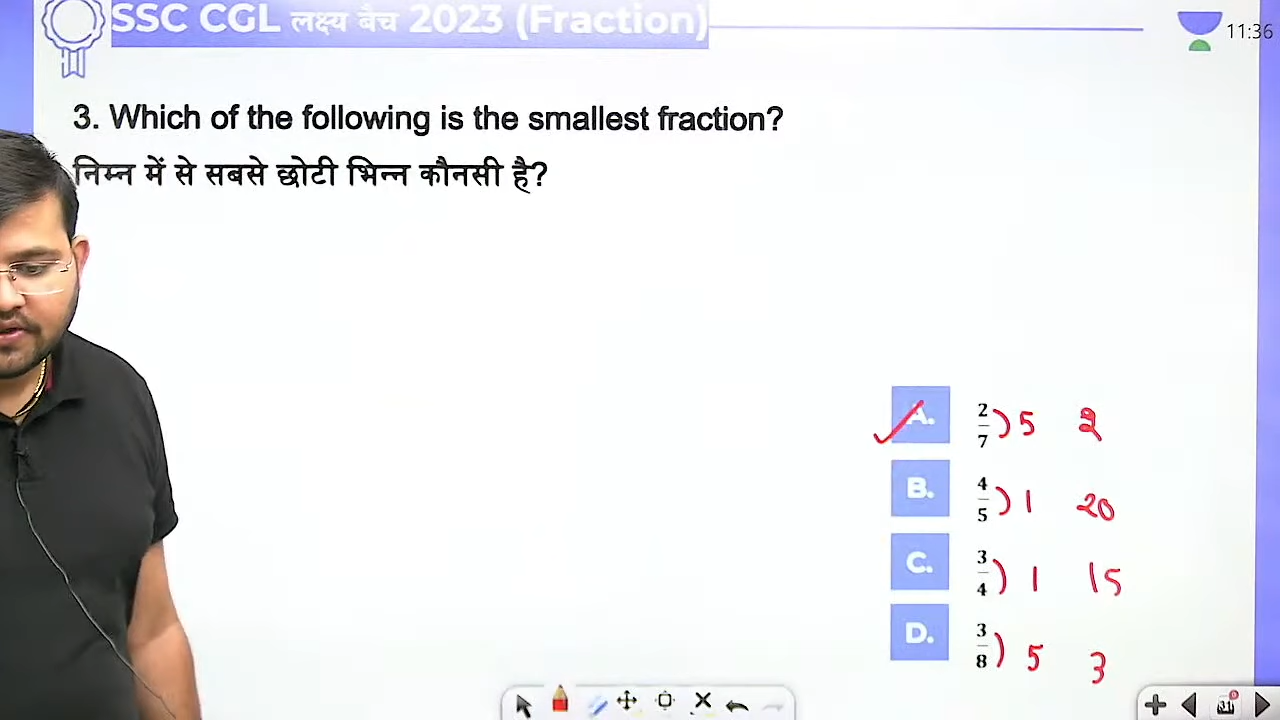 SSC CGL लक्ष्य बैच 2023 (Fraction)
11:36
3. Which of the following is the smallest fraction?
निम्न में से सबसे छोटी भिन्न कौनसी है?
A. 2/7 ) 5 2
B. 4/5 ) 1 20
C. 3/4 ) 1 15
D. 3/8 ) 5 3